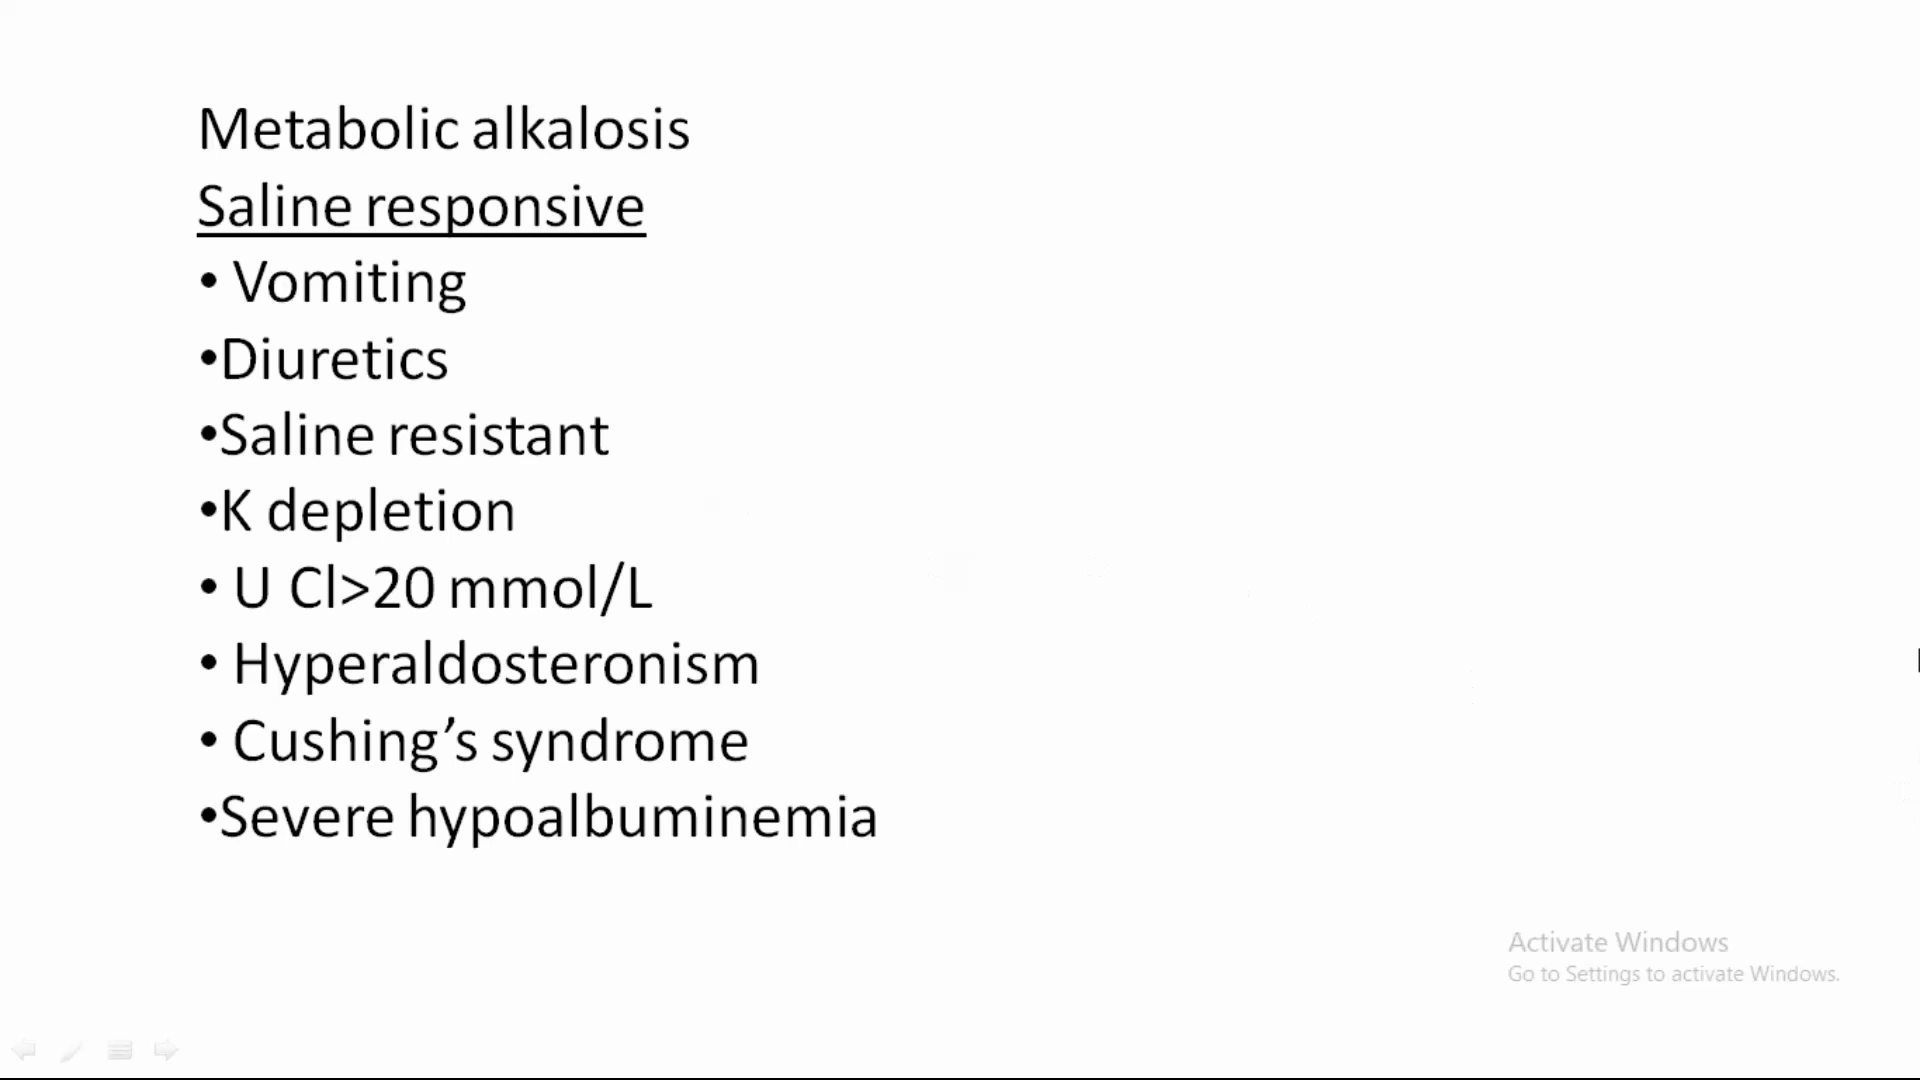 Metabolic alkalosis
Saline responsive
• Vomiting
•Diuretics
•Saline resistant
•K depletion
• U Cl>20 mmol/L
• Hyperaldosteronism
• Cushing’s syndrome
•Severe hypoalbuminemia
Activate Windows
Go to Settings to activate Windows.